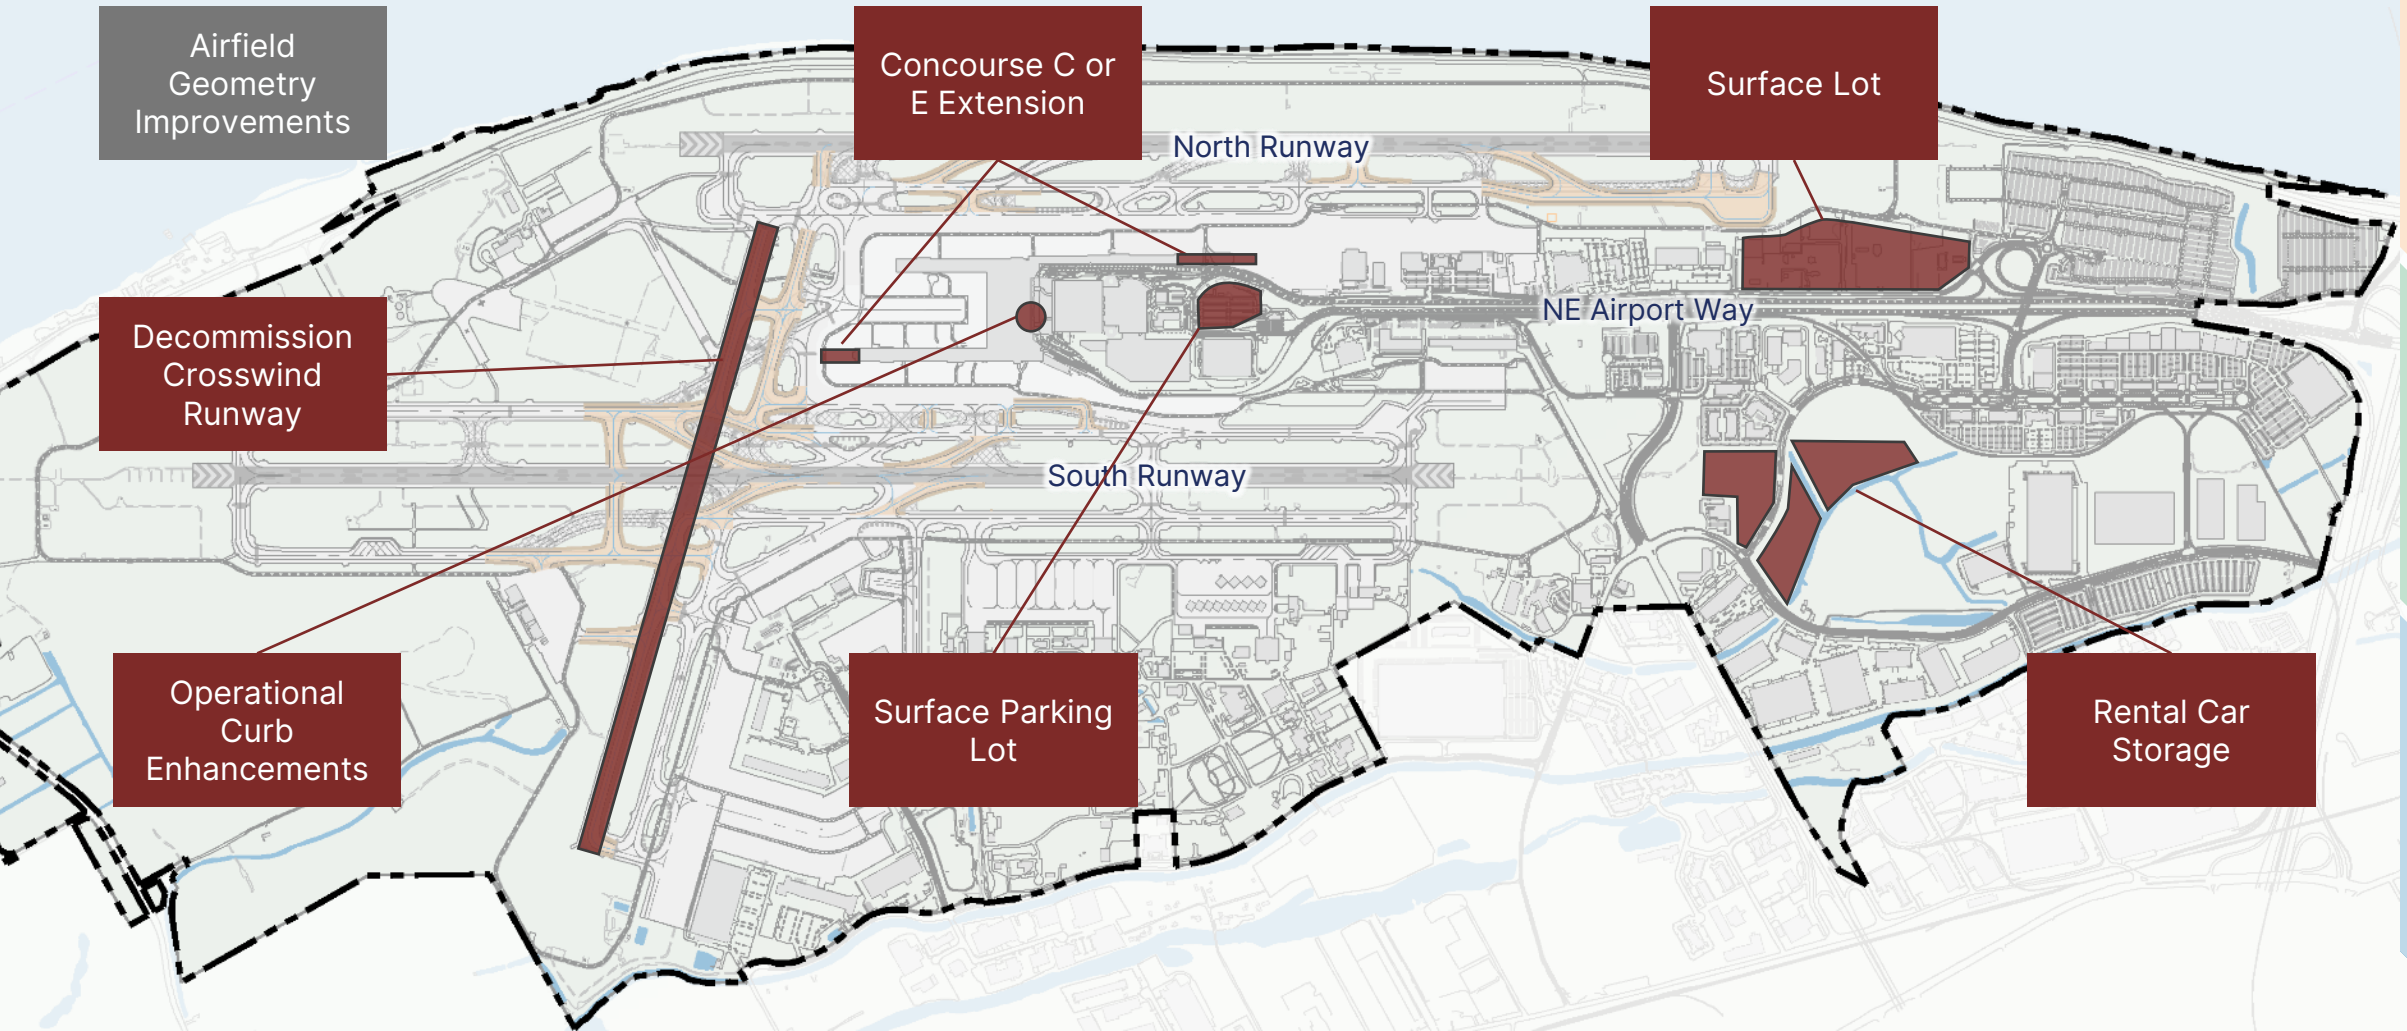 Airfield
Geometry
Improvements
Concourse C or
E Extension
Surface Lot
North Runway
NE Airport Way
Decommission
Crosswind
Runway
South Runway
Operational
Curb
Enhancements
Surface Parking
Lot
Rental Car
Storage